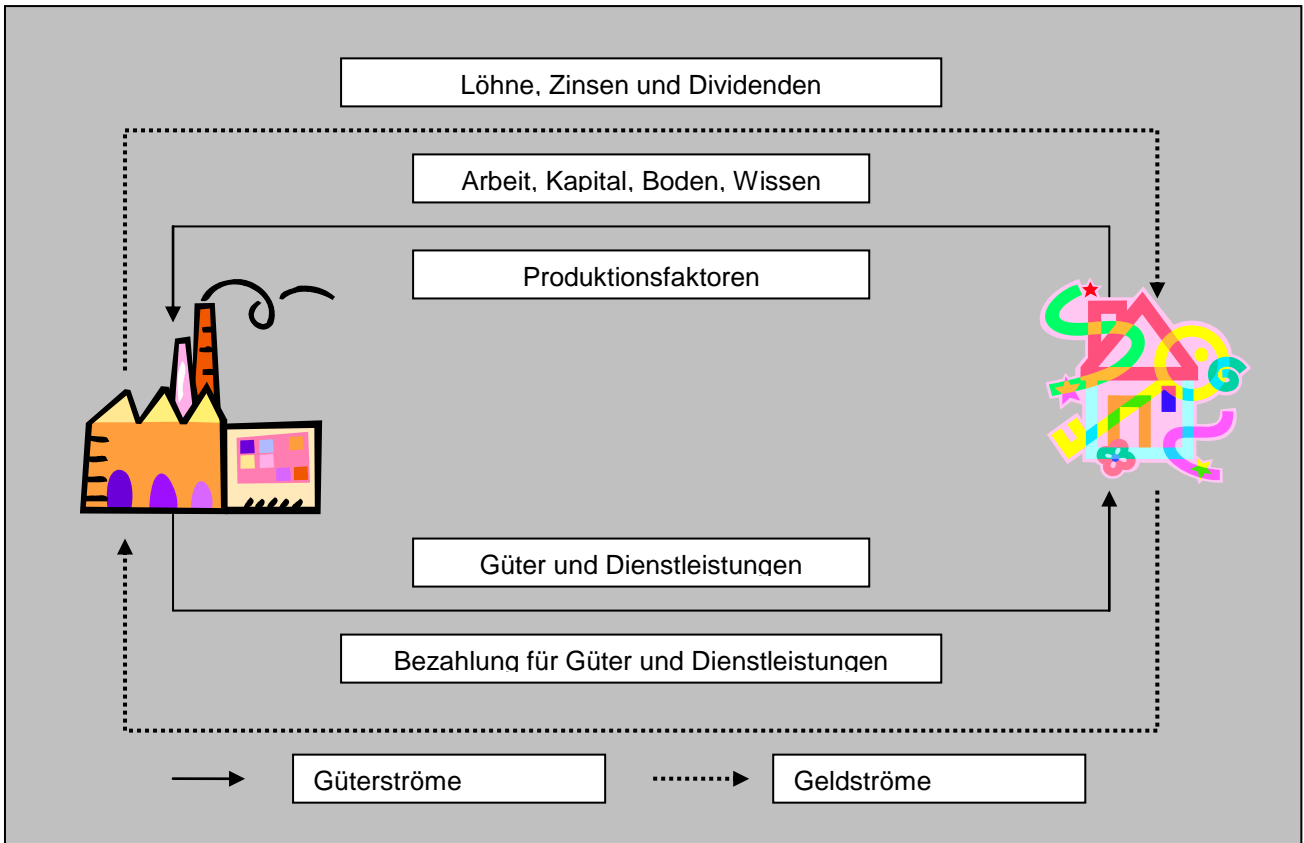 Löhne, Zinsen und Dividenden
Arbeit, Kapital, Boden, Wissen
Produktionsfaktoren
Güter und Dienstleistungen
Bezahlung für Güter und Dienstleistungen
Güterströme
Geldströme